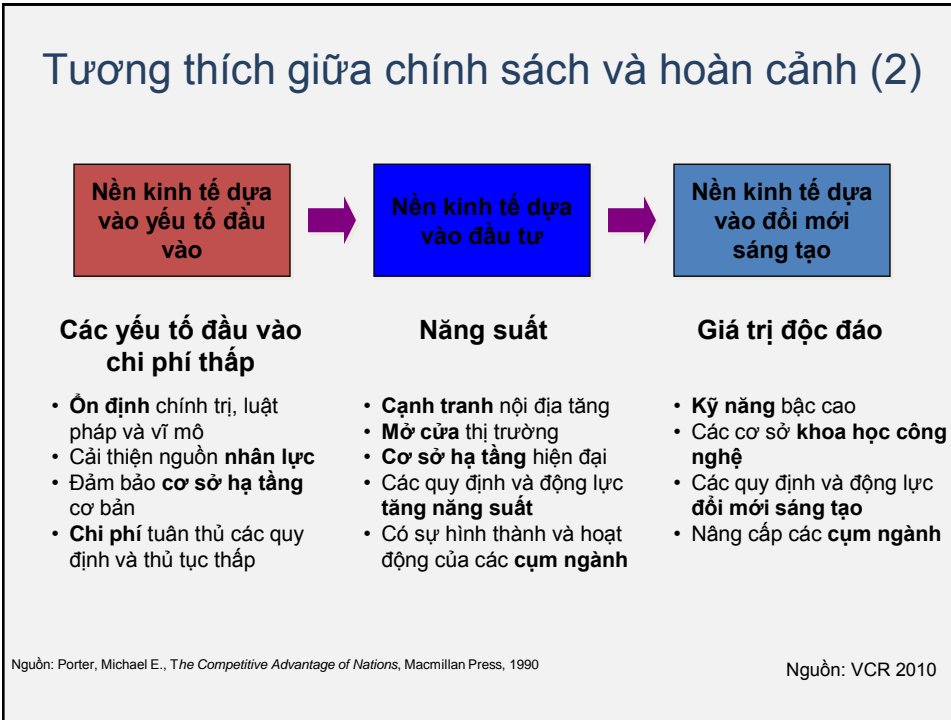 Tương thích giữa chính sách và hoàn cảnh (2)
Nền kinh tế dựa
vào yếu tố đầu
vào
Nền kinh tế dựa
vào đầu tư
Nền kinh tế dựa
vào đổi mới
sáng tạo
Các yếu tố đầu vào
chi phí thấp
• Ổn định chính trị, luật
pháp và vĩ mô
• Cải thiện nguồn nhân lực
• Đảm bảo cơ sở hạ tầng
cơ bản
• Chi phí tuân thủ các quy
định và thủ tục thấp
Năng suất
• Cạnh tranh nội địa tăng
• Mở cửa thị trường
• Cơ sở hạ tầng hiện đại
• Các quy định và động lực
tăng năng suất
• Có sự hình thành và hoạt
động của các cụm ngành
Giá trị độc đáo
• Kỹ năng bậc cao
• Các cơ sở khoa học công
nghệ
• Các quy định và động lực
đổi mới sáng tạo
• Nâng cấp các cụm ngành
Nguồn: Porter, Michael E., The Competitive Advantage of Nations, Macmillan Press, 1990
Nguồn: VCR 2010